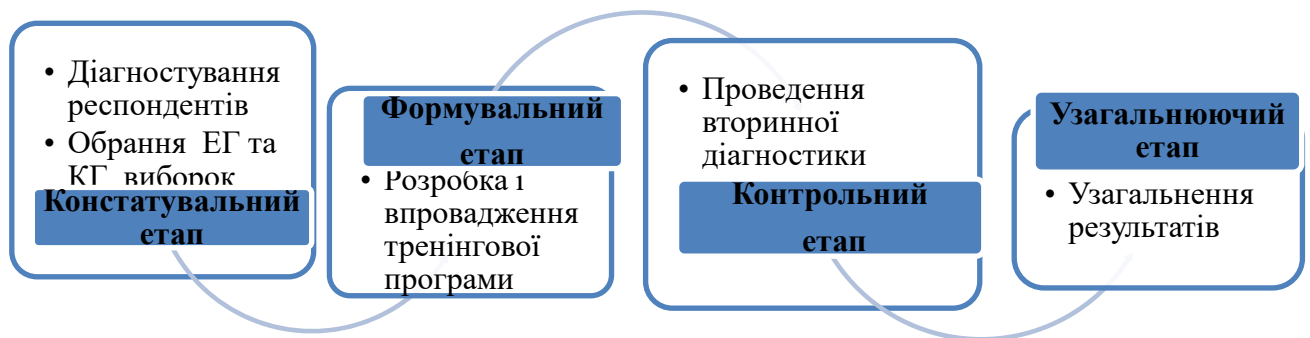 • Діагностування
респондентів
• Обрання ЕГ та
КГ виборок
Констатувальний
етап
Формувальний
етап
• Розробка і
впровадження
тренінгової
програми
• Проведення
вторинної
діагностики
Контрольний
етап
Узагальнюючий
етап
• Узагальнення
результатів